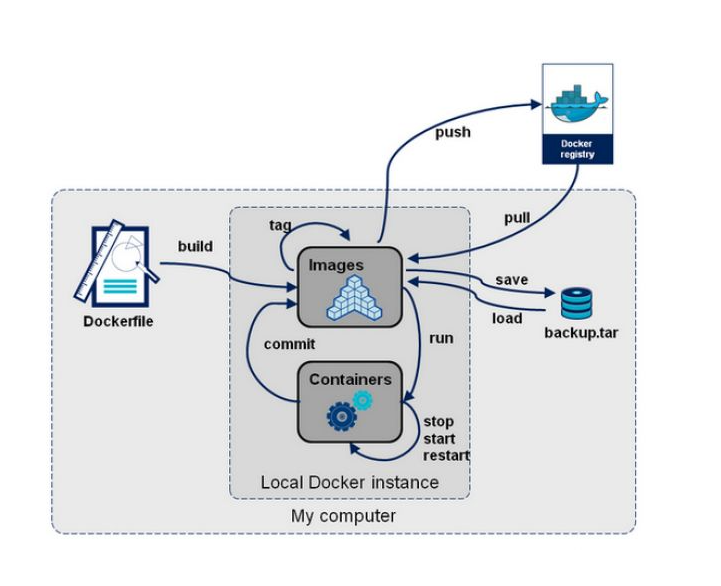 Docker
registry
push
pull
tag
build
Images
save
load
backup.tar
Dockerfile
commit
run
Containers
stop
start
restart
Local Docker instance
My computer